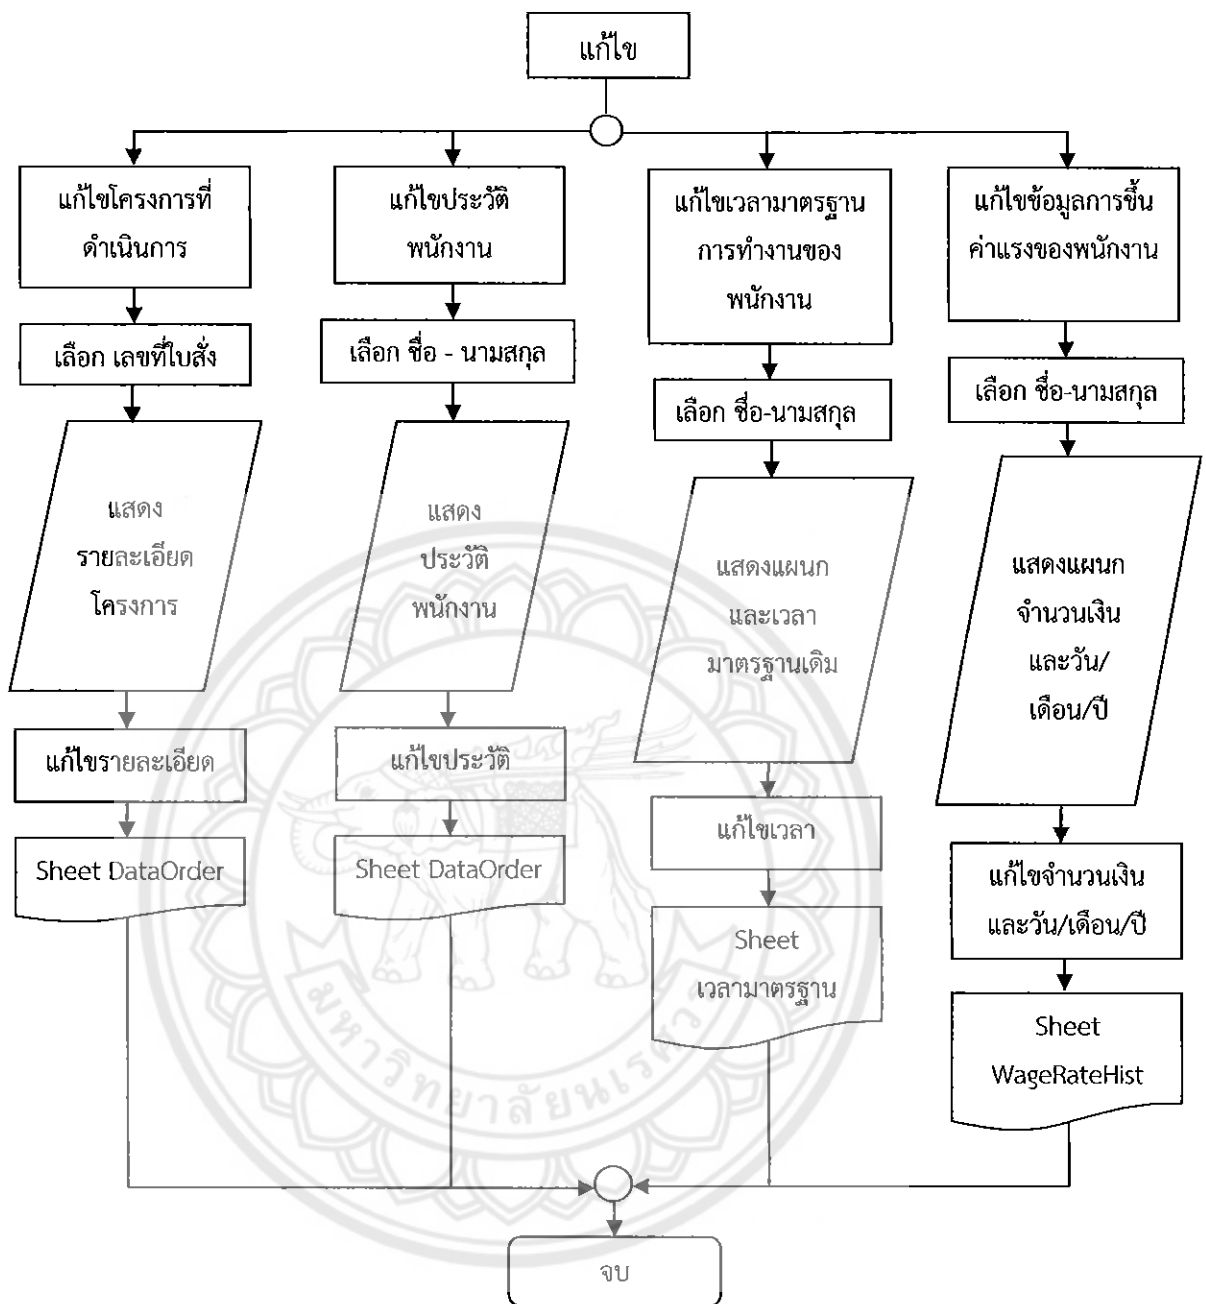 แก้ไข
แก้ไขโครงการที่
ดำเนินการ
เลือก เลขที่ใบสั่ง
แสดง
รายละเอียด
โครงการ
แก้ไขรายละเอียด
Sheet DataOrder
แก้ไขประวัติ
พนักงาน
เลือก ชื่อ - นามสกุล
แสดง
ประวัติ
พนักงาน
แก้ไขประวัติ
Sheet DataOrder
แก้ไขเวลามาตรฐาน
การทำงานของ
พนักงาน
เลือก ชื่อ-นามสกุล
แสดงแผนก
และเวลา
มาตรฐานเดิม
แก้ไขเวลา
Sheet
เวลามาตรฐาน
แก้ไขข้อมูลการขึ้น
ค่าแรงของพนักงาน
เลือก ชื่อ-นามสกุล
แสดงแผนก
จำนวนเงิน
และวัน/
เดือน/ปี
แก้ไขจำนวนเงิน
และวัน/เดือน/ปี
Sheet
WageRateHist
มหาวิทยาลัยนเรศวร
จบ